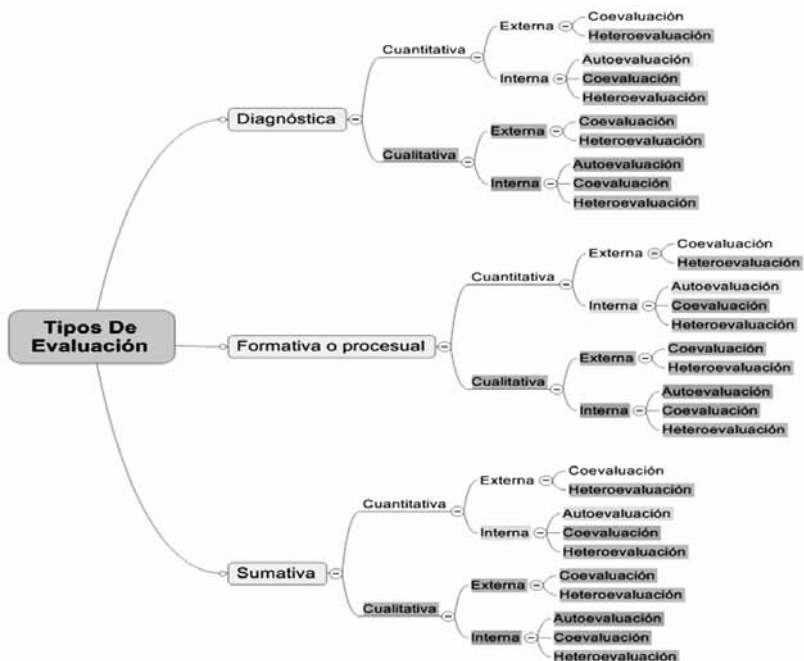 Tipos De
Evaluación
Diagnóstica
Cuantitativa
Externa
Coevaluación
Heteroevaluación
Interna
Autoevaluación
Coevaluación
Heteroevaluación
Cualitativa
Externa
Coevaluación
Heteroevaluación
Interna
Autoevaluación
Coevaluación
Heteroevaluación
Formativa o procesual
Cuantitativa
Externa
Coevaluación
Heteroevaluación
Interna
Autoevaluación
Coevaluación
Heteroevaluación
Cualitativa
Externa
Coevaluación
Heteroevaluación
Interna
Autoevaluación
Coevaluación
Heteroevaluación
Sumativa
Cuantitativa
Externa
Coevaluación
Heteroevaluación
Interna
Autoevaluación
Coevaluación
Heteroevaluación
Cualitativa
Externa
Coevaluación
Heteroevaluación
Interna
Autoevaluación
Coevaluación
Heteroevaluación